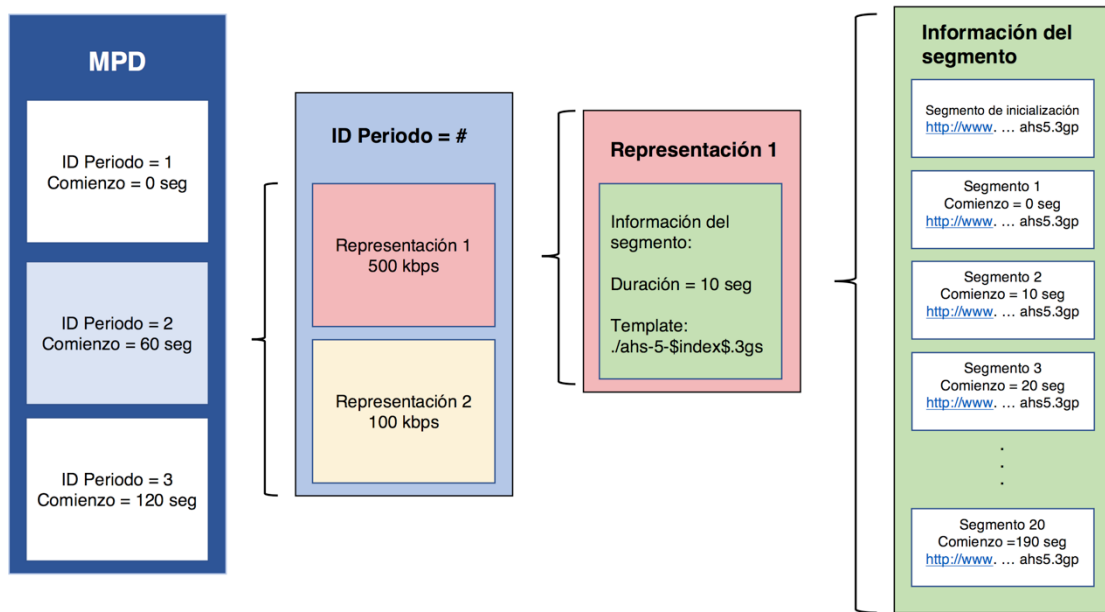 MPD
ID Periodo = 1
Comienzo = 0 seg
ID Periodo = 2
Comienzo = 60 seg
ID Periodo = 3
Comienzo = 120 seg
ID Periodo = #
Representación 1
500 kbps
Representación 2
100 kbps
Representación 1
Información del
segmento:
Duración = 10 seg
Template:
./ahs-5-$index$.3gs
Información del
segmento
Segmento de inicialización
http://www. … ahs5.3gp
Segmento 1
Comienzo = 0 seg
http://www. … ahs5.3gp
Segmento 2
Comienzo = 10 seg
http://www. … ahs5.3gp
Segmento 3
Comienzo = 20 seg
http://www. … ahs5.3gp
.
.
.
Segmento 20
Comienzo =190 seg
http://www. … ahs5.3gp